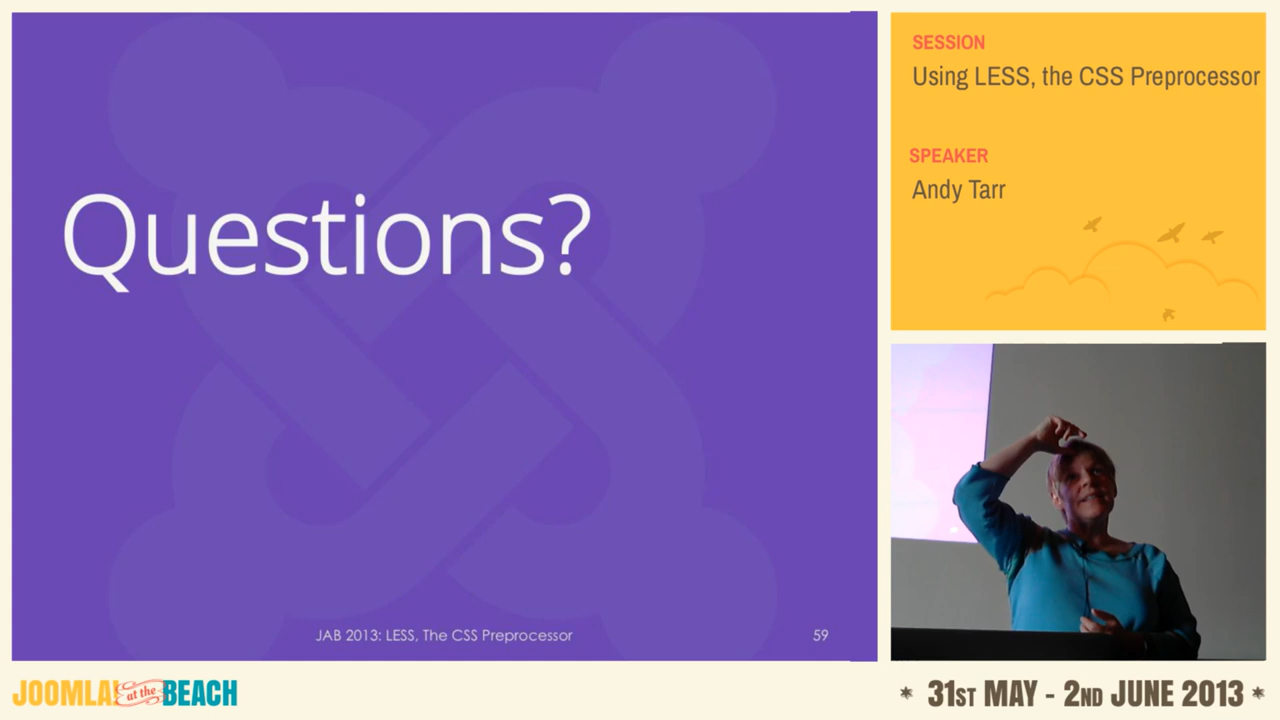 Questions?
JAB 2013: LESS, The CSS Preprocessor
59
SESSION
Using LESS, the CSS Preprocessor
SPEAKER
Andy Tarr
JOOMLA! at the BEACH
* 31ST MAY - 2ND JUNE 2013 *